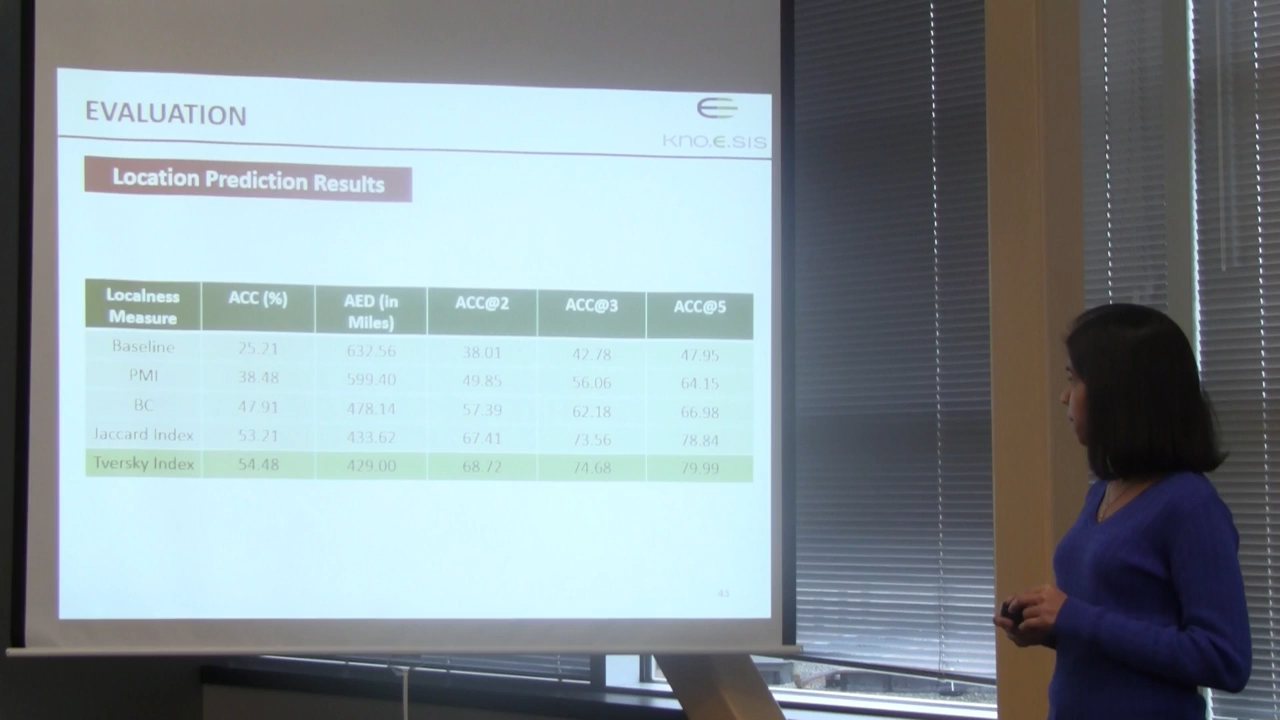 EVALUATION
kno.e.sis
Location Prediction Results
Localness Measure ACC (%) AED (in Miles) ACC@2 ACC@3 ACC@5
Baseline 25.21 632.56 38.01 42.78 47.95
PMI 38.48 599.40 49.85 56.06 64.15
BC 47.91 478.14 57.39 62.18 66.98
Jaccard Index 53.21 433.62 67.41 73.56 78.84
Tversky Index 54.48 429.00 68.72 74.68 79.99